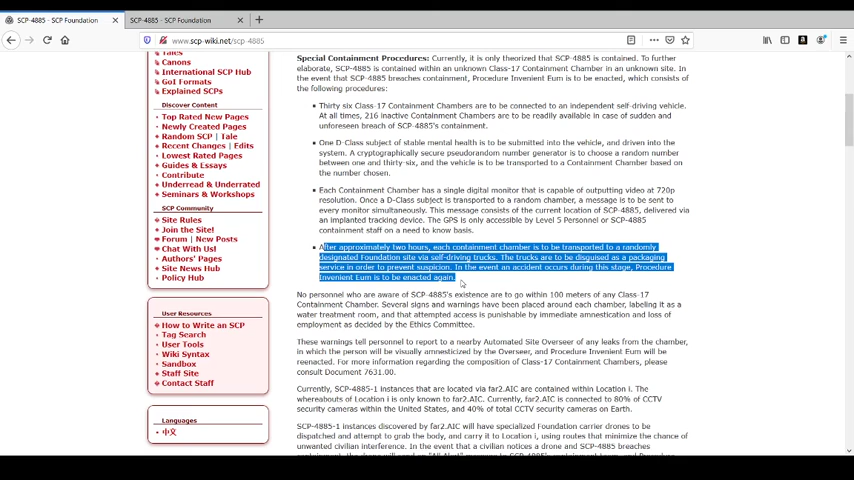 SCP-4885 - SCP Foundation
SCP-4885 - SCP Foundation
www.scp-wiki.net/scp-4885
Tales
Canons
International SCP Hub
GoI Formats
Explained SCPs
Discover Content
Top Rated New Pages
Newly Created Pages
Random SCP | Tale
Recent Changes | Edits
Lowest Rated Pages
Guides & Essays
Contribute
Underread & Underrated
Seminars & Workshops
SCP Community
Site Rules
Join the Site!
Forum | New Posts
Chat With Us!
Authors' Pages
Site News Hub
Policy Hub
User Resources
How to Write an SCP
Tag Search
User Tools
Wiki Syntax
Sandbox
Staff Site
Contact Staff
Languages
中文
Special Containment Procedures: Currently, it is only theorized that SCP-4885 is contained. To further
elaborate, SCP-4885 is contained within an unknown Class-17 Containment Chamber in an unknown site. In
the event that SCP-4885 breaches containment, Procedure Invenient Eum is to be enacted, which consists of
the following procedures:
Thirty six Class-17 Containment Chambers are to be connected to an independent self-driving vehicle.
At all times, 216 inactive Containment Chambers are to be readily available in case of sudden and
unforeseen breach of SCP-4885's containment.
One D-Class subject of stable mental health is to be submitted into the vehicle, and driven into the
system. A cryptographically secure pseudorandom number generator is to choose a random number
between one and thirty-six, and the vehicle is to be transported to a Containment Chamber based on
the number chosen.
Each Containment Chamber has a single digital monitor that is capable of outputting video at 720p
resolution. Once a D-Class subject is transported to a random chamber, a message is to be sent to
every monitor simultaneously. This message consists of the current location of SCP-4885, delivered via
an implanted tracking device. The GPS is only accessible by Level 5 Personnel or SCP-4885
containment staff on a need to know basis.
After approximately two hours, each containment chamber is to be transported to a randomly
designated Foundation site via self-driving trucks. The trucks are to be disguised as a packaging
service in order to prevent suspicion. In the event an accident occurs during this stage, Procedure
Invenient Eum is to be enacted again.
No personnel who are aware of SCP-4885's existence are to go within 100 meters of any Class-17
Containment Chamber. Several signs and warnings have been placed around each chamber, labeling it as a
water treatment room, and that attempted access is punishable by immediate amnestization and loss of
employment as decided by the Ethics Committee.
These warnings tell personnel to report to a nearby Automated Site Overseer of any leaks from the chamber,
in which the person will be visually amnesticized by the Overseer, and Procedure Invenient Eum will be
reenacted. For more information regarding the composition of Class-17 Containment Chambers, please
consult Document 7631.00.
Currently, SCP-4885-1 instances that are located via far2.AIC are contained within Location i. The
whereabouts of Location i is only known to far2.AIC. Currently, far2.AIC is connected to 80% of CCTV
security cameras within the United States, and 40% of total CCTV security cameras on Earth.
SCP-4885-1 instances discovered by far2.AIC will have specialized Foundation carrier drones to be
dispatched and attempt to grab the body, and carry it to Location i, using routes that minimize the chance of
unwanted civilian interference. In the event that a civilian notices a drone and SCP-4885 breaches